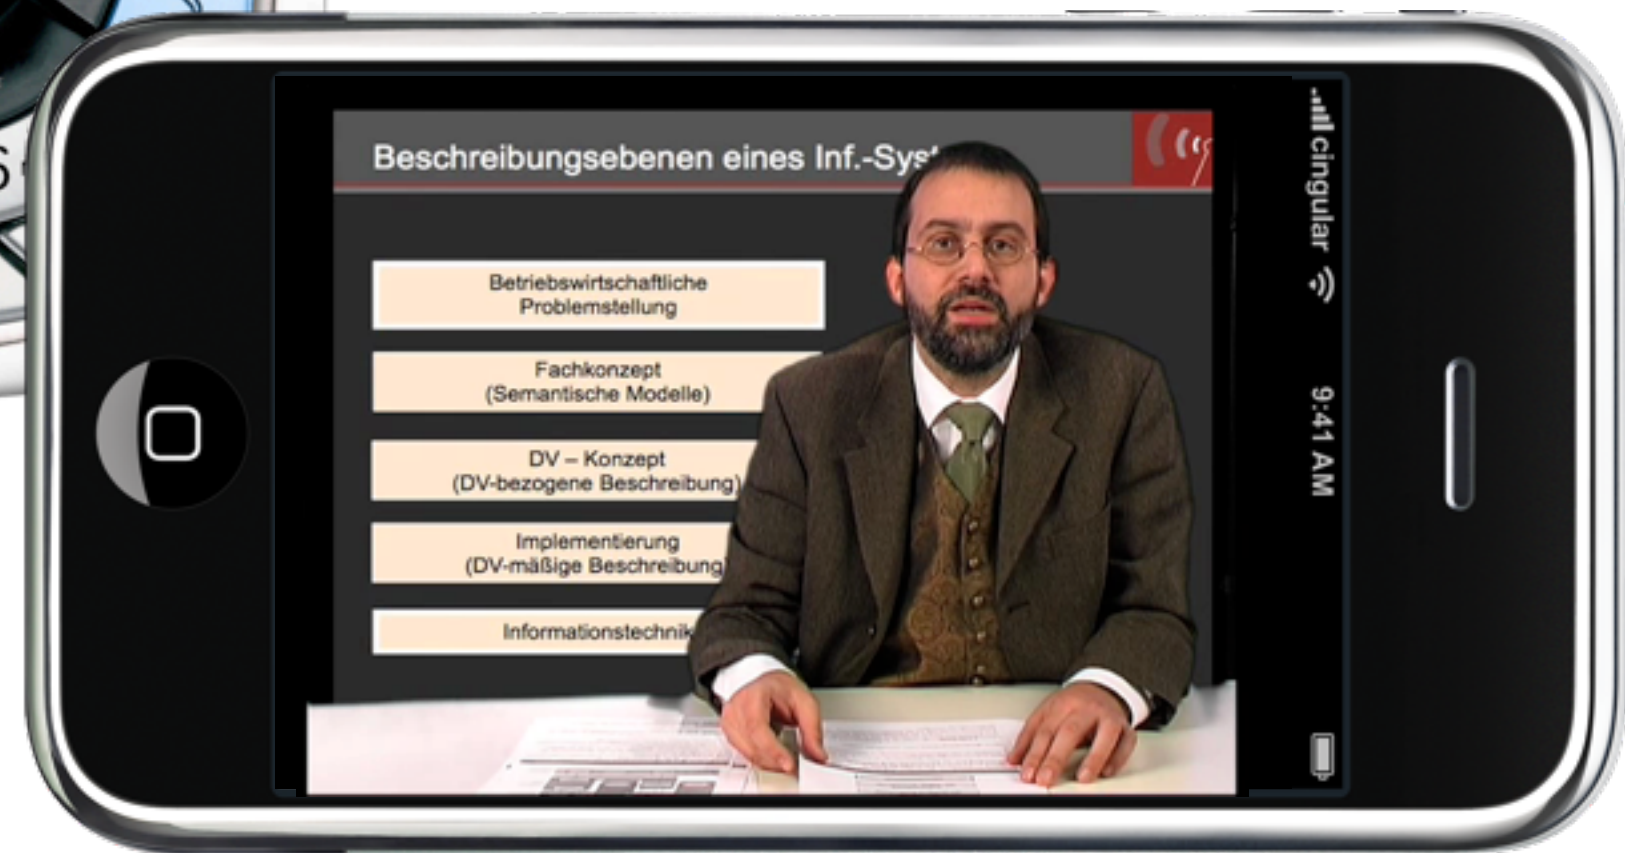 Beschreibungsebenen eines Inf.-Syst
Betriebswirtschaftliche
Problemstellung
Fachkonzept
(Semantische Modelle)
DV – Konzept
(DV-bezogene Beschreibung)
Implementierung
(DV-mäßige Beschreibung
Informationstechnik
cingular
9:41 AM